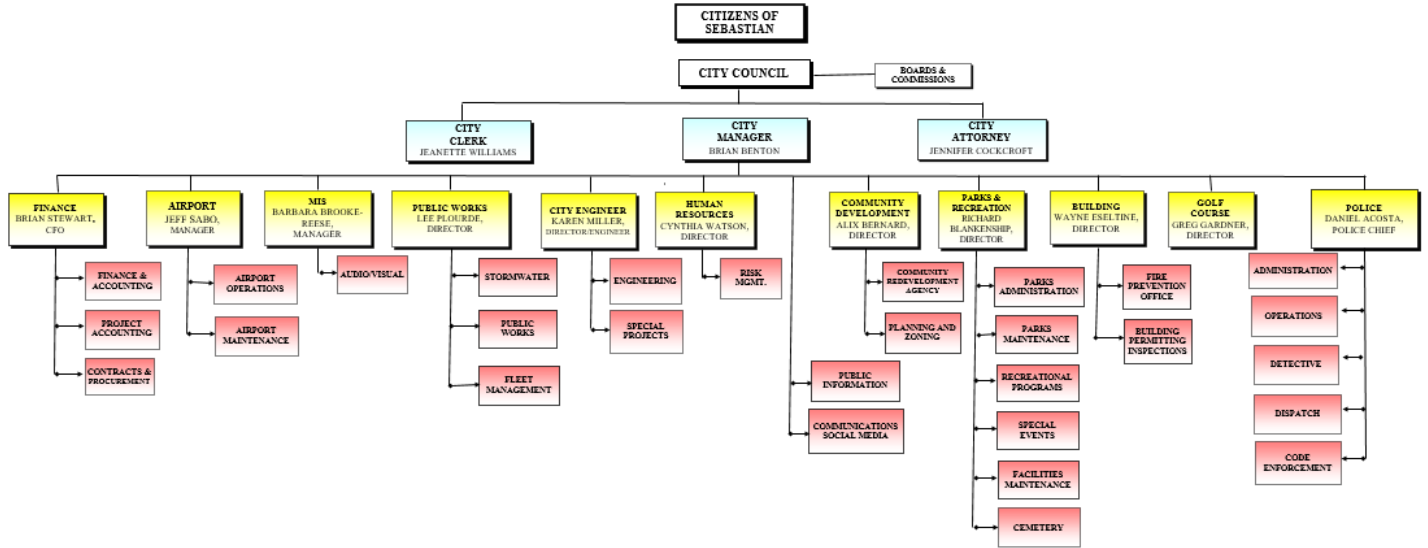 CITIZENS OF
SEBASTIAN
CITY COUNCIL
BOARDS &
COMMISSIONS
CITY
CLERK
JEANETTE WILLIAMS
CITY
MANAGER
BRIAN BENTON
CITY
ATTORNEY
JENNIFER COCKCROFT
FINANCE
BRIAN STEWART,
CFO
AIRPORT
JEFF SABO,
MANAGER
MIS
BARBARA BROOKE-
REESE,
MANAGER
PUBLIC WORKS
LEE PLOURDE,
DIRECTOR
CITY ENGINEER
KAREN MILLER,
DIRECTOR/ENGINEER
HUMAN
RESOURCES
CYNTHIA WATSON,
DIRECTOR
COMMUNITY
DEVELOPMENT
ALIX BERNARD,
DIRECTOR
PARKS &
RECREATION
RICHARD
BLANKENSHIP,
DIRECTOR
BUILDING
WAYNE ESELTINE,
DIRECTOR
GOLF
COURSE
GREG GARDNER,
DIRECTOR
POLICE
DANIEL ACOSTA,
POLICE CHIEF
FINANCE &
ACCOUNTING
PROJECT
ACCOUNTING
CONTRACTS &
PROCUREMENT
AIRPORT
OPERATIONS
AIRPORT
MAINTENANCE
AUDIO/VISUAL
STORMWATER
PUBLIC
WORKS
FLEET
MANAGEMENT
ENGINEERING
SPECIAL
PROJECTS
RISK
MGMT.
PUBLIC
INFORMATION
COMMUNICATIONS
SOCIAL MEDIA
COMMUNITY
REDEVELOPMENT
AGENCY
PLANNING AND
ZONING
PARKS
ADMINISTRATION
PARKS
MAINTENANCE
RECREATIONAL
PROGRAMS
SPECIAL
EVENTS
FACILITIES
MAINTENANCE
CEMETERY
FIRE
PREVENTION
OFFICE
BUILDING
PERMITTING
INSPECTIONS
ADMINISTRATION
OPERATIONS
DETECTIVE
DISPATCH
CODE
ENFORCEMENT